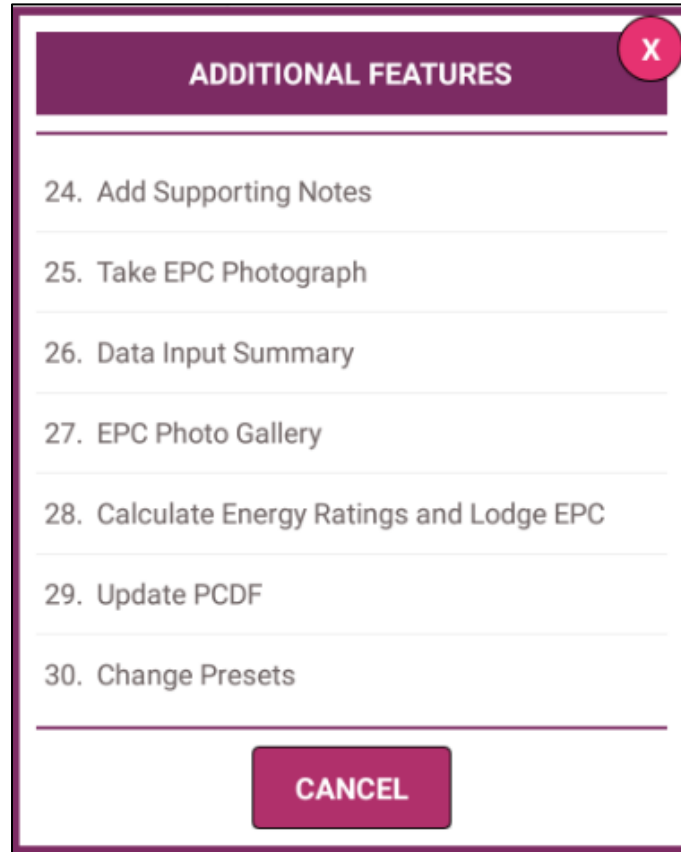 ADDITIONAL FEATURES
X
24. Add Supporting Notes
25. Take EPC Photograph
26. Data Input Summary
27. EPC Photo Gallery
28. Calculate Energy Ratings and Lodge EPC
29. Update PCDF
30. Change Presets
CANCEL